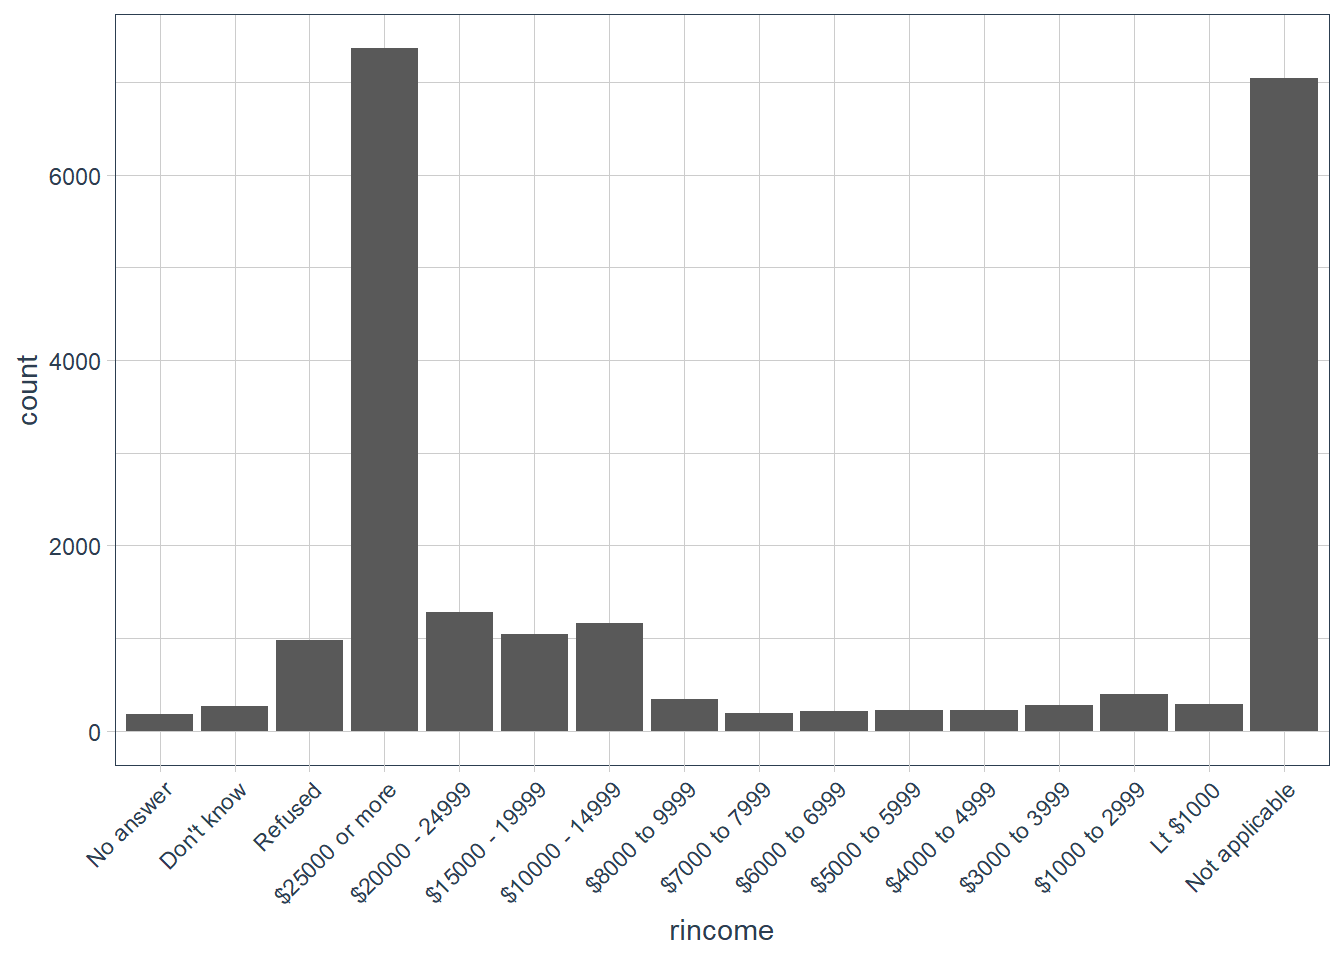 count
6000
4000
2000
0
No answer
Don't know
Refused
$25000 or more
$20000 - 24999
$15000 - 19999
$10000 - 14999
$8000 to 9999
$7000 to 7999
$6000 to 6999
$5000 to 5999
$4000 to 4999
$3000 to 3999
$1000 to 2999
Lt $1000
Not applicable
rincome